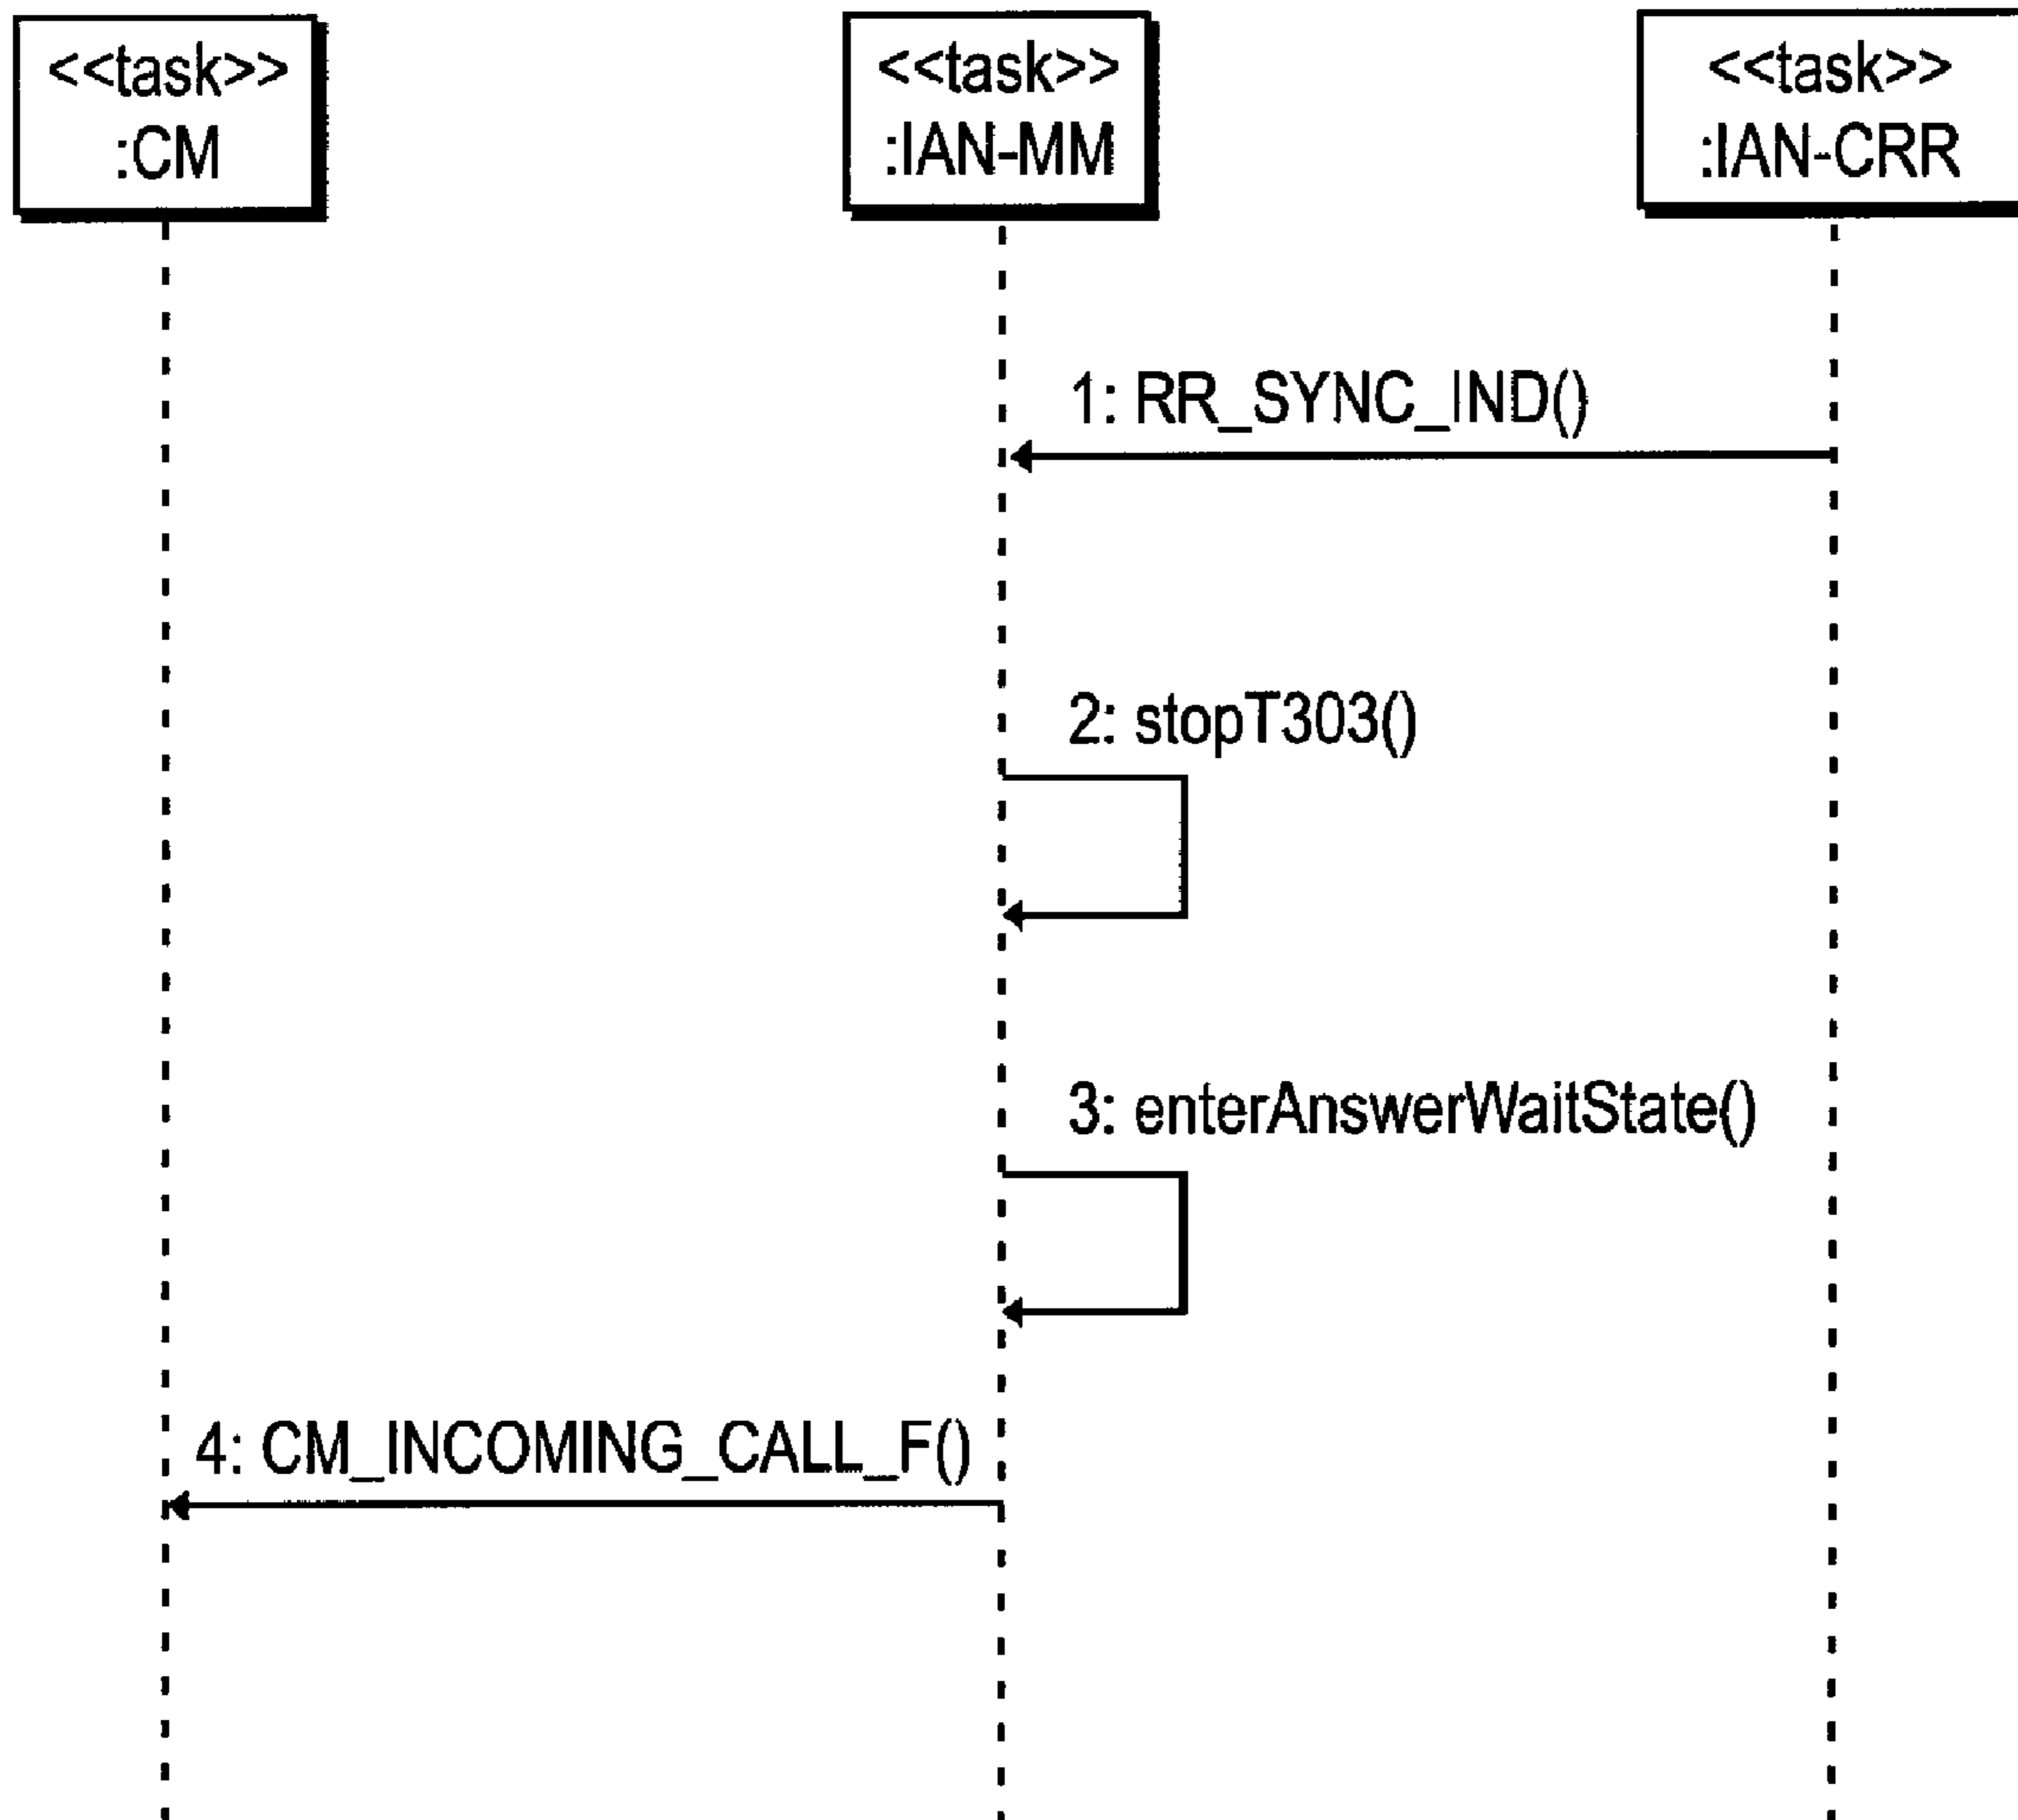 <<task>>
:CM
<<task>>
:IAN-MM
<<task>>
:IAN-CRR
1: RR_SYNC_IND()
2: stopT303()
3: enterAnswerWaitState()
4: CM_INCOMING_CALL_F()